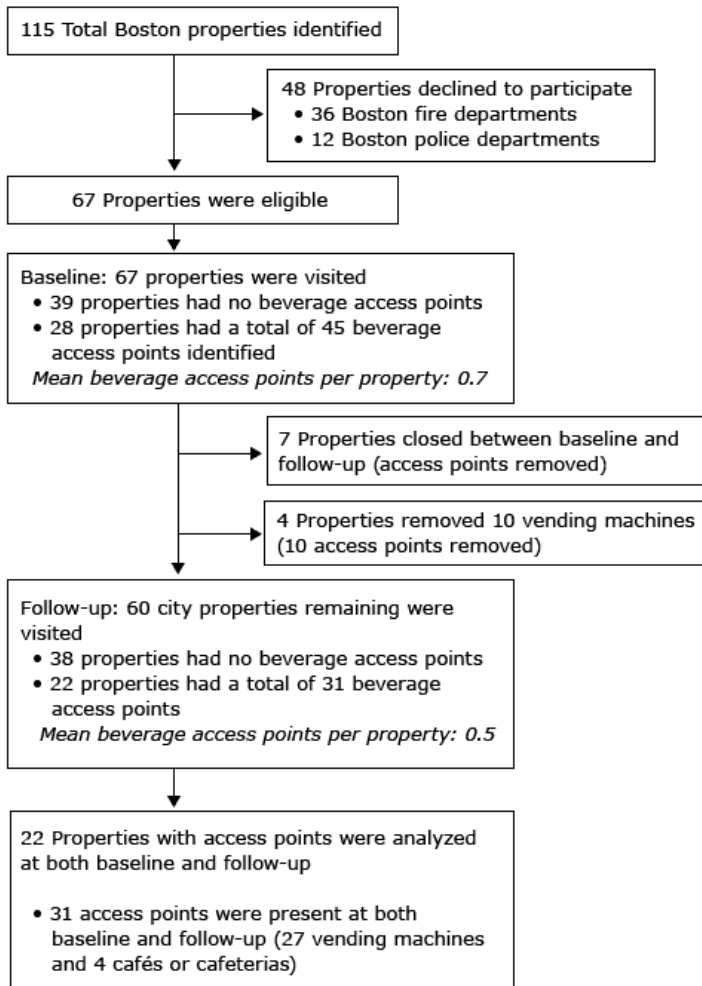 115 Total Boston properties identified
48 Properties declined to participate
• 36 Boston fire departments
• 12 Boston police departments
67 Properties were eligible
Baseline: 67 properties were visited
• 39 properties had no beverage access points
• 28 properties had a total of 45 beverage
access points identified
Mean beverage access points per property: 0.7
7 Properties closed between baseline and
follow-up (access points removed)
4 Properties removed 10 vending machines
(10 access points removed)
Follow-up: 60 city properties remaining were
visited
• 38 properties had no beverage access points
• 22 properties had a total of 31 beverage
access points
Mean beverage access points per property: 0.5
22 Properties with access points were analyzed
at both baseline and follow-up
• 31 access points were present at both
baseline and follow-up (27 vending machines
and 4 cafés or cafeterias)